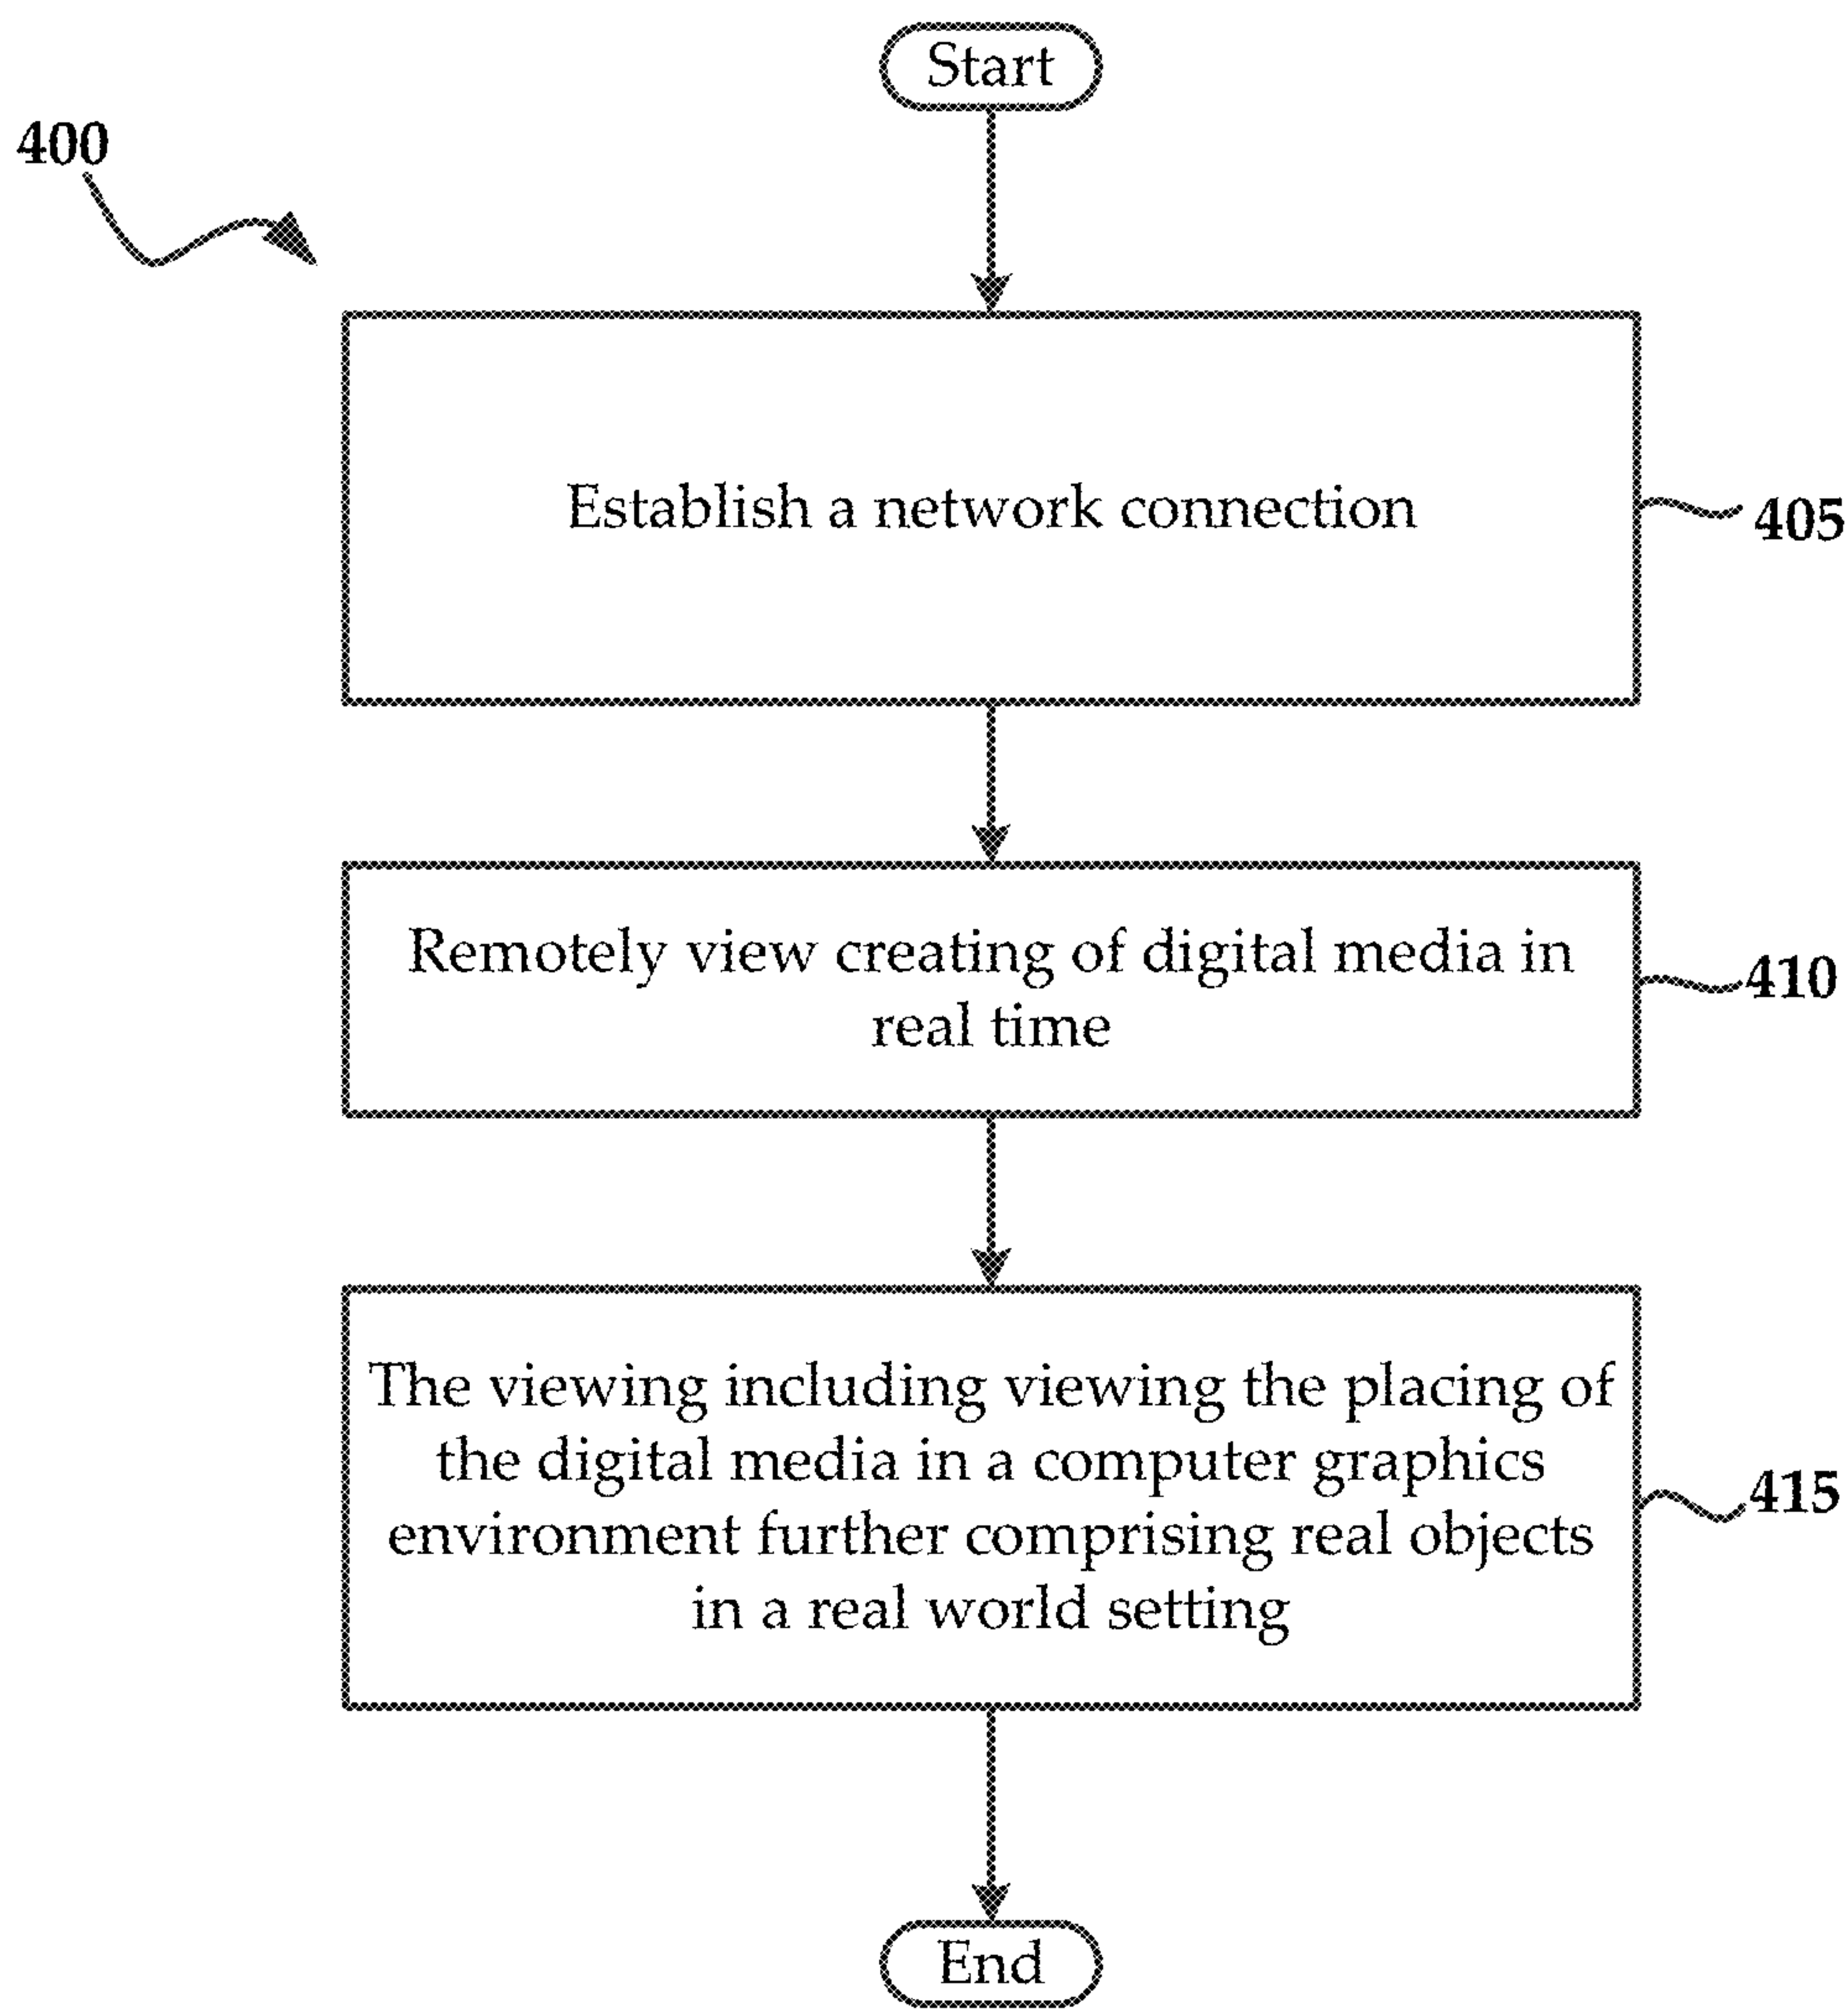 Start
400
Establish a network connection
405
Remotely view creating of digital media in
real time
410
The viewing including viewing the placing of
the digital media in a computer graphics
environment further comprising real objects
in a real world setting
415
End